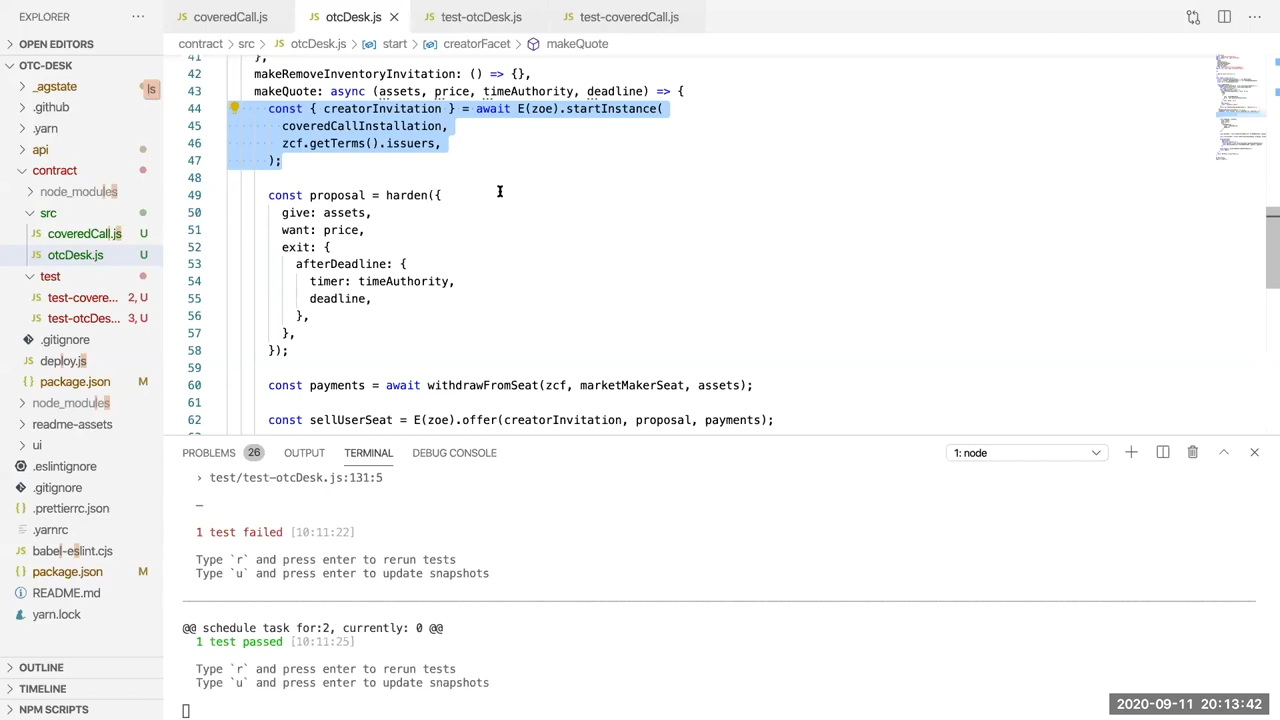 EXPLORER
coveredCall.js
otcDesk.js
test-otcDesk.js
test-coveredCall.js
OPEN EDITORS
OTC-DESK
_agstate
ls
.github
.yarn
api
contract
node_modules
src
coveredCall.js U
otcDesk.js U
test
test-covere... 2, U
test-otcDes... 3, U
.gitignore
deploy.js
package.json M
node_modules
readme-assets
ui
.eslintignore
.gitignore
.prettierrc.json
.yarnrc
babel-eslint.cjs
package.json M
README.md
yarn.lock
OUTLINE
TIMELINE
NPM SCRIPTS
contract > src > JS otcDesk.js > start > creatorFacet > makeQuote
41 },
42 makeRemoveInventoryInvitation: () => {},
43 makeQuote: async (assets, price, timeAuthority, deadline) => {
44 const { creatorInvitation } = await E(zoe).startInstance(
45 coveredCallInstallation,
46 zcf.getTerms().issuers,
47 );
48
49 const proposal = harden({
50 give: assets,
51 want: price,
52 exit: {
53 afterDeadline: {
54 timer: timeAuthority,
55 deadline,
56 },
57 },
58 });
59
60 const payments = await withdrawFromSeat(zcf, marketMakerSeat, assets);
61
62 const sellUserSeat = E(zoe).offer(creatorInvitation, proposal, payments);
PROBLEMS 26 OUTPUT TERMINAL DEBUG CONSOLE
1: node
› test/test-otcDesk.js:131:5
─
1 test failed [10:11:22]
Type `r` and press enter to rerun tests
Type `u` and press enter to update snapshots
@@ schedule task for:2, currently: 0 @@
1 test passed [10:11:25]
Type `r` and press enter to rerun tests
Type `u` and press enter to update snapshots
2020-09-11 20:13:42